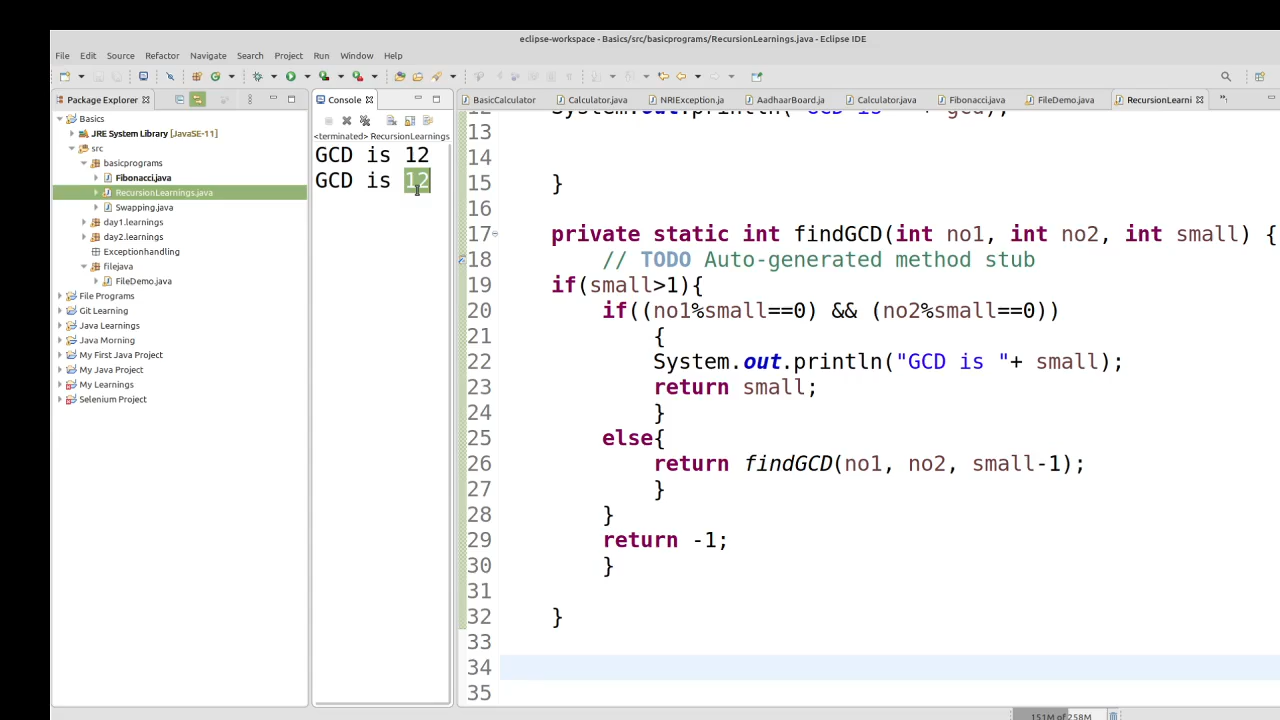 eclipse-workspace - Basics/src/basicprograms/RecursionLearnings.java - Eclipse IDE
File Edit Source Refactor Navigate Search Project Run Window Help
Package Explorer
Console
BasicCalculator Calculator.java NRIException.ja AadhaarBoard.ja Calculator.java Fibonacci.java FileDemo.java RecursionLearni
Basics
JRE System Library [JavaSE-11]
src
basicprograms
Fibonacci.java
RecursionLearnings.java
Swapping.java
day1.learnings
day2.learnings
Exceptionhandling
filejava
FileDemo.java
File Programs
Git Learning
Java Learnings
Java Morning
My First Java Project
My Java Project
My Learnings
Selenium Project
<terminated> RecursionLearnings
GCD is 12
GCD is 12
12 System.out.println("GCD is " + gcd);
13
14
15 }
16
17 private static int findGCD(int no1, int no2, int small) {
18 // TODO Auto-generated method stub
19 if(small>1){
20 if((no1%small==0) && (no2%small==0))
21 {
22 System.out.println("GCD is "+ small);
23 return small;
24 }
25 else{
26 return findGCD(no1, no2, small-1);
27 }
28 }
29 return -1;
30 }
31
32 }
33
34
35
151M of 258M